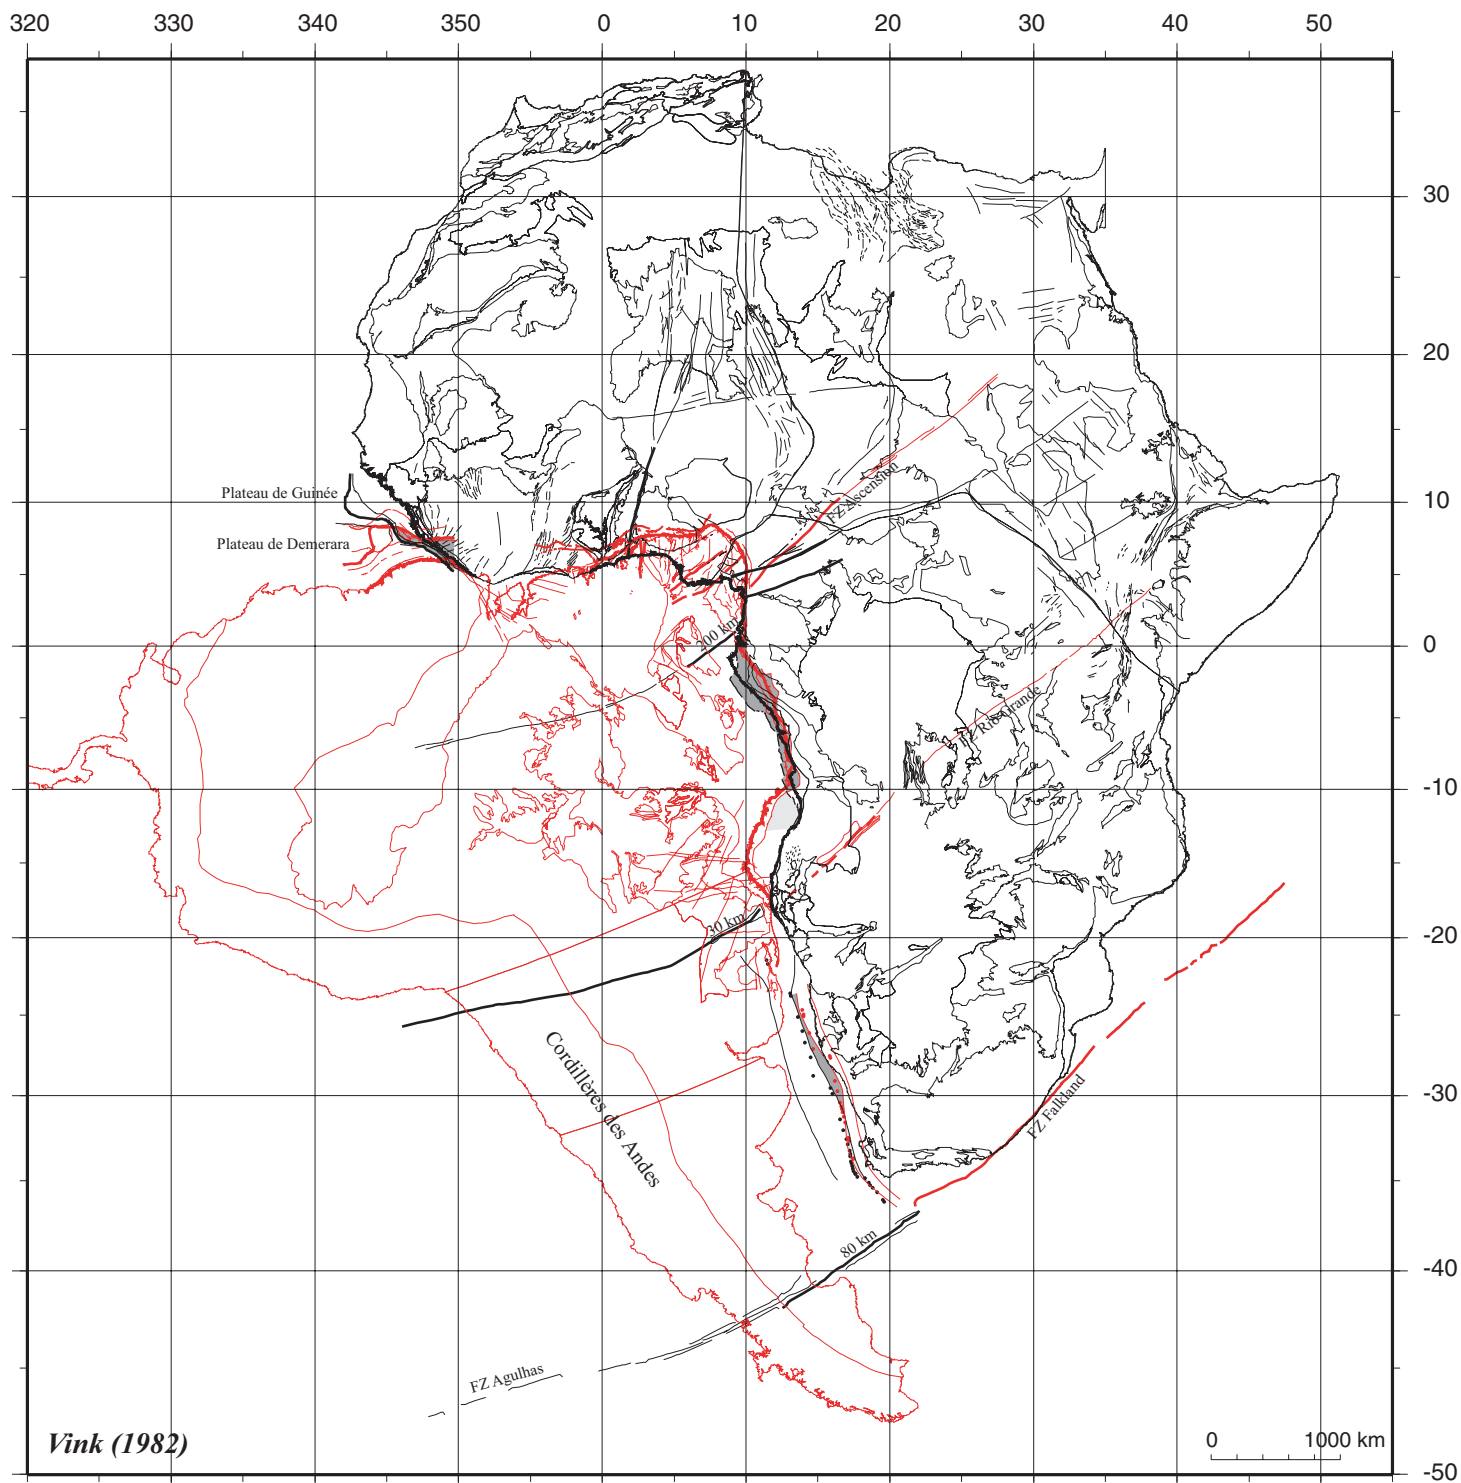 320 330 340 350 0 10 20 30 40 50
30
20
10
0
-10
-20
-30
-40
-50
Plateau de Guinée
Plateau de Demerara
FZ Ascension
200 km
FZ Rio Grande
30 km
Cordillères des Andes
FZ Falkland
80 km
FZ Agulhas
Vink (1982)
0 1000 km